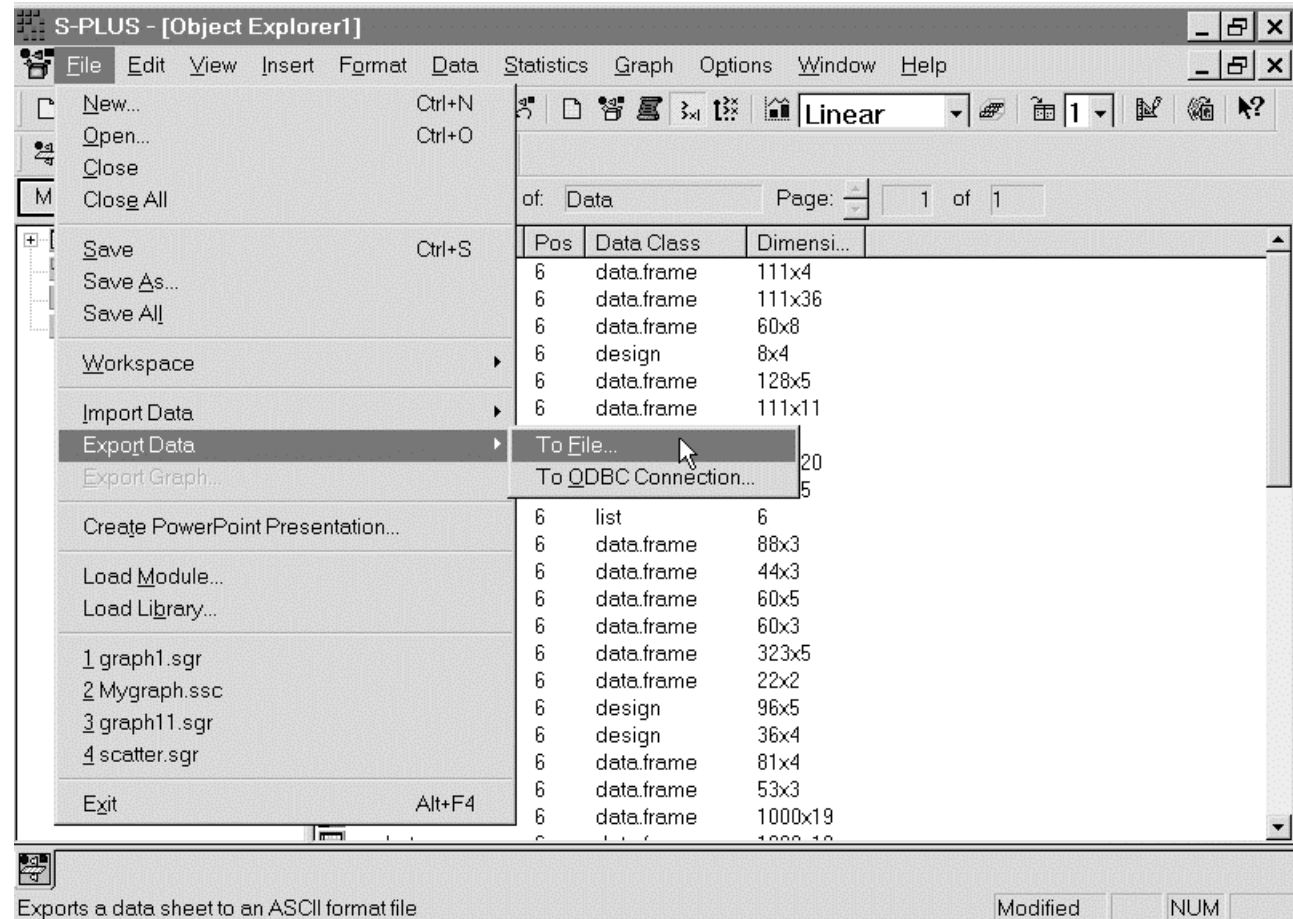 S-PLUS - [Object Explorer1]
File Edit View Insert Format Data Statistics Graph Options Window Help
Linear 1
New... Ctrl+N
Open... Ctrl+O
Close
Close All
M of: Data Page: 1 of 1
Save Ctrl+S
Save As...
Save All
Workspace
Import Data
Export Data
Export Graph...
Create PowerPoint Presentation...
Load Module...
Load Library...
1 graph1.sgr
2 Mygraph.ssc
3 graph11.sgr
4 scatter.sgr
Exit Alt+F4
To File...
To ODBC Connection...
Pos Data Class Dimensi...
6 data.frame 111x4
6 data.frame 111x36
6 data.frame 60x8
6 design 8x4
6 data.frame 128x5
6 data.frame 111x11
20
5
6 list 6
6 data.frame 88x3
6 data.frame 44x3
6 data.frame 60x5
6 data.frame 60x3
6 data.frame 323x5
6 data.frame 22x2
6 design 96x5
6 design 36x4
6 data.frame 81x4
6 data.frame 53x3
6 data.frame 1000x19
Exports a data sheet to an ASCII format file
Modified NUM